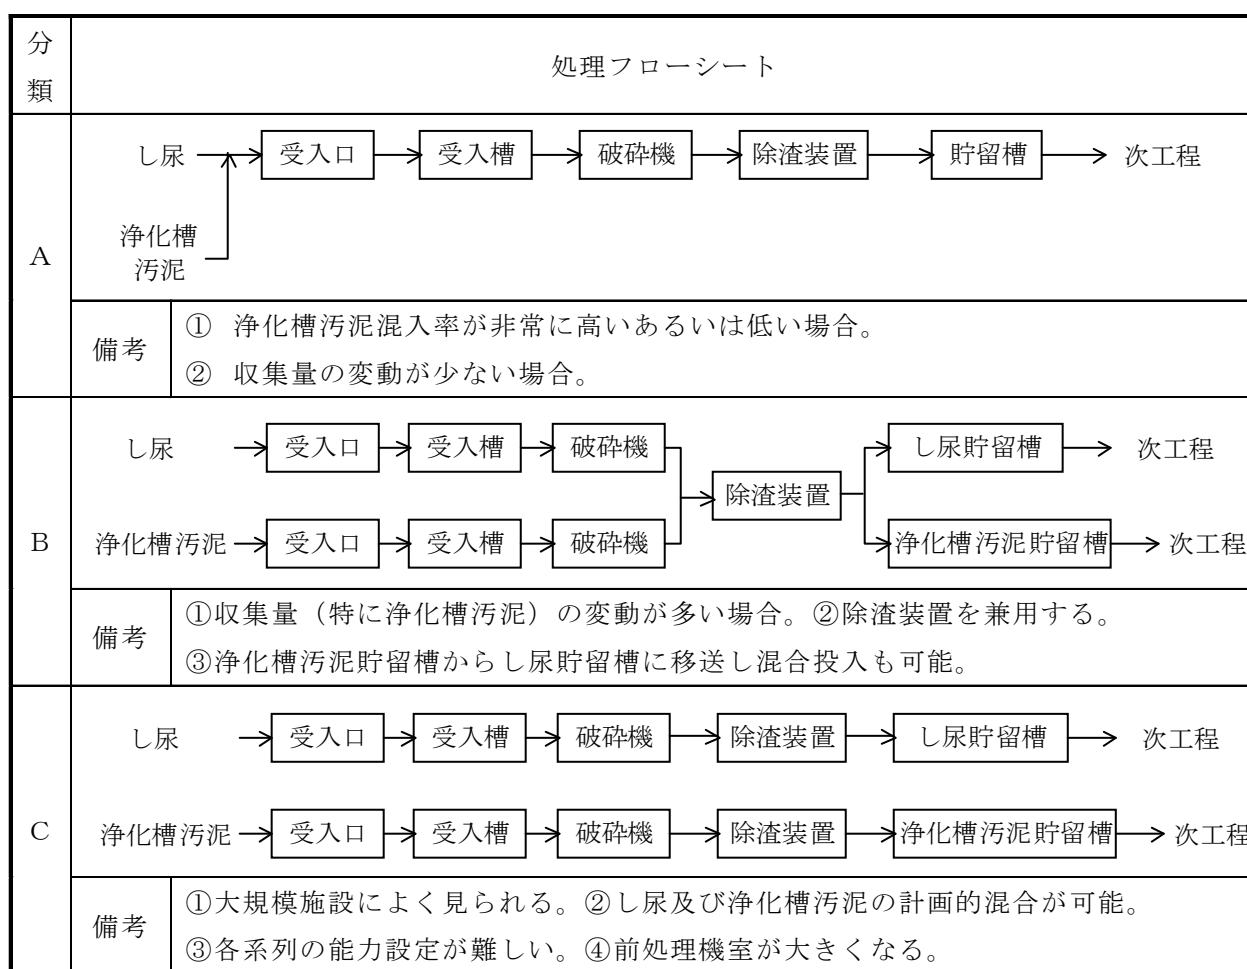 分
類
処理フローシート
A
し尿 受入口 受入槽 破砕機 除渣装置 貯留槽 次工程
浄化槽
汚泥
備考
① 浄化槽汚泥混入率が非常に高いあるいは低い場合。
② 収集量の変動が少ない場合。
B
し尿 受入口 受入槽 破砕機 し尿貯留槽 次工程
除渣装置
浄化槽汚泥 受入口 受入槽 破砕機 浄化槽汚泥貯留槽 次工程
備考
①収集量（特に浄化槽汚泥）の変動が多い場合。②除渣装置を兼用する。
③浄化槽汚泥貯留槽からし尿貯留槽に移送し混合投入も可能。
C
し尿 受入口 受入槽 破砕機 除渣装置 し尿貯留槽 次工程
浄化槽汚泥 受入口 受入槽 破砕機 除渣装置 浄化槽汚泥貯留槽 次工程
備考
①大規模施設によく見られる。②し尿及び浄化槽汚泥の計画的混合が可能。
③各系列の能力設定が難しい。④前処理機室が大きくなる。